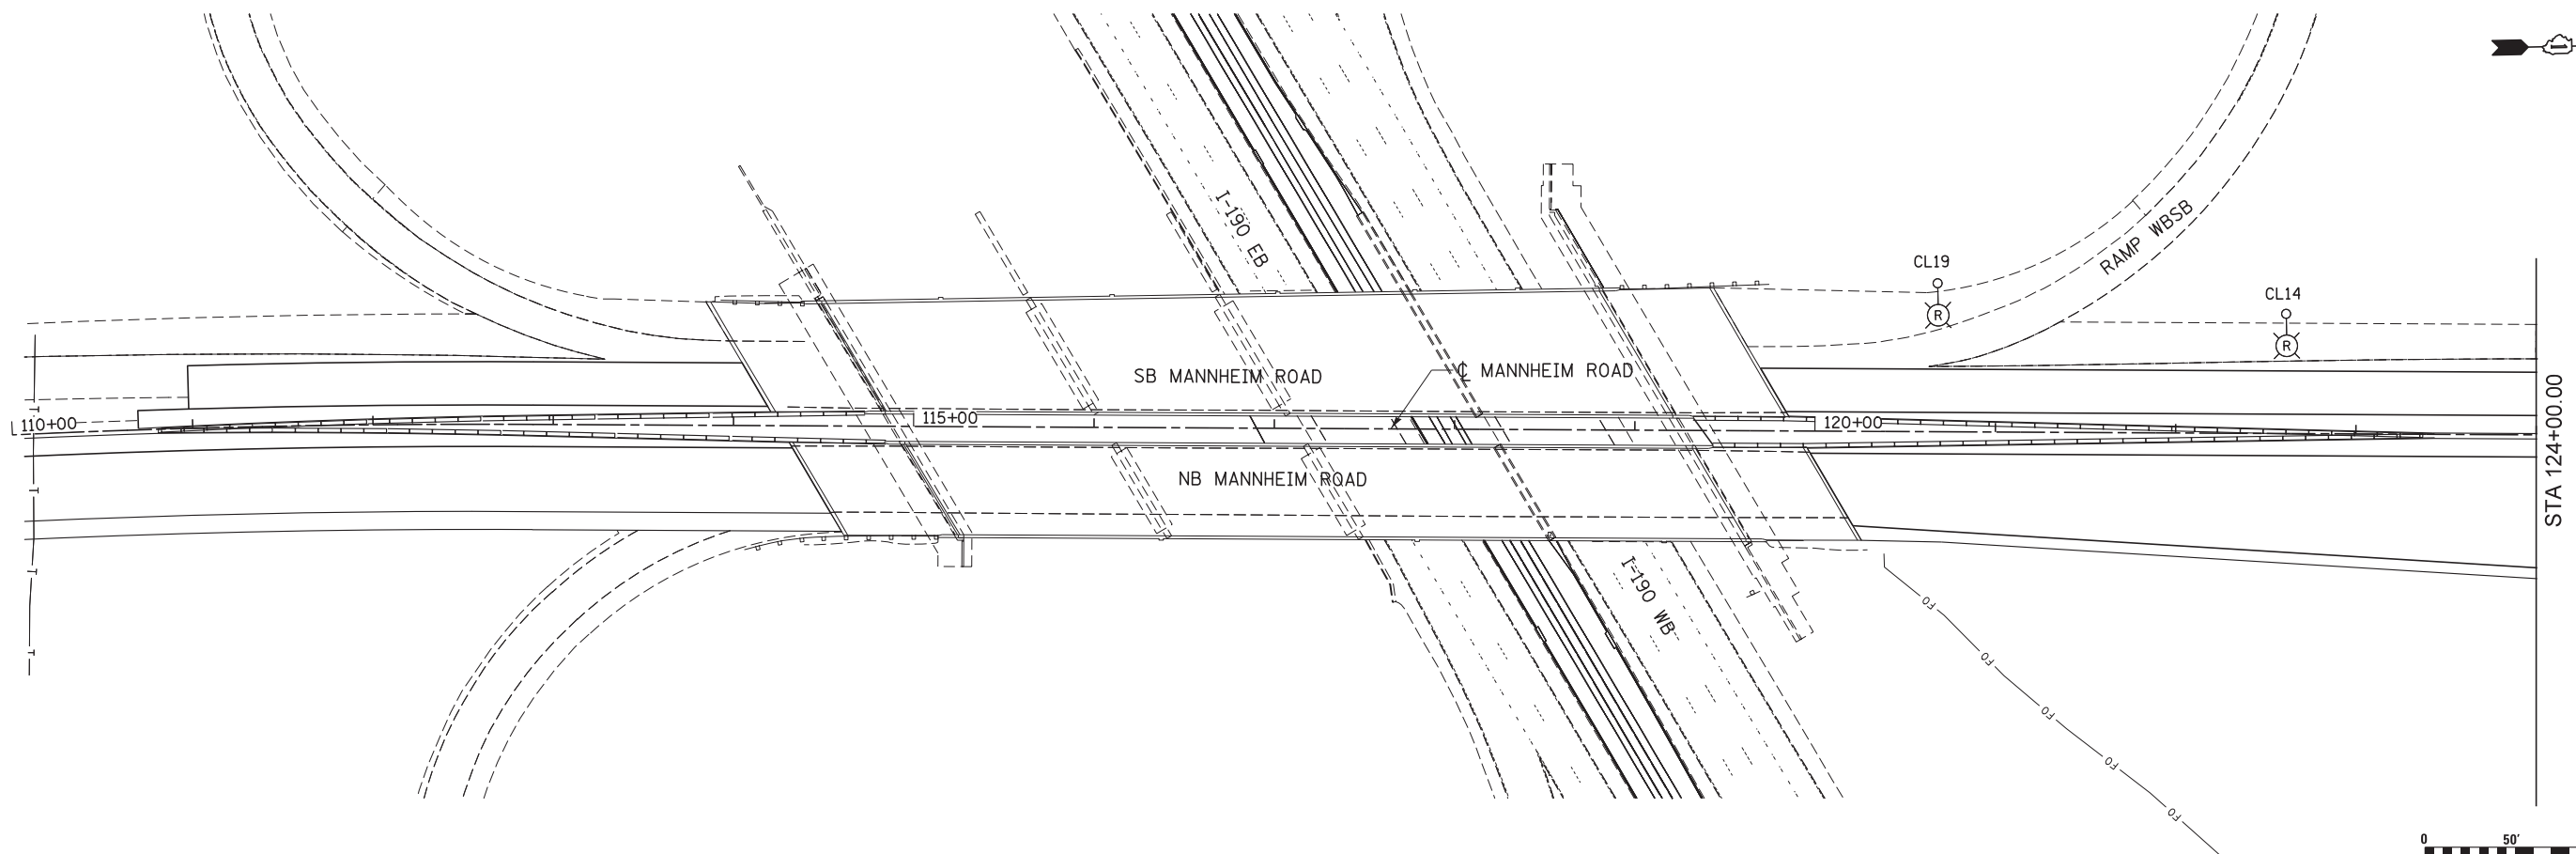 I-190 EB
RAMP WBSB
CL19
R
CL14
R
SB MANNHEIM ROAD
℄ MANNHEIM ROAD
110+00
115+00
120+00
STA 124+00.00
NB MANNHEIM ROAD
I-190 WB
T
T
T
T
FO
FO
FO
FO
FO
0 50'